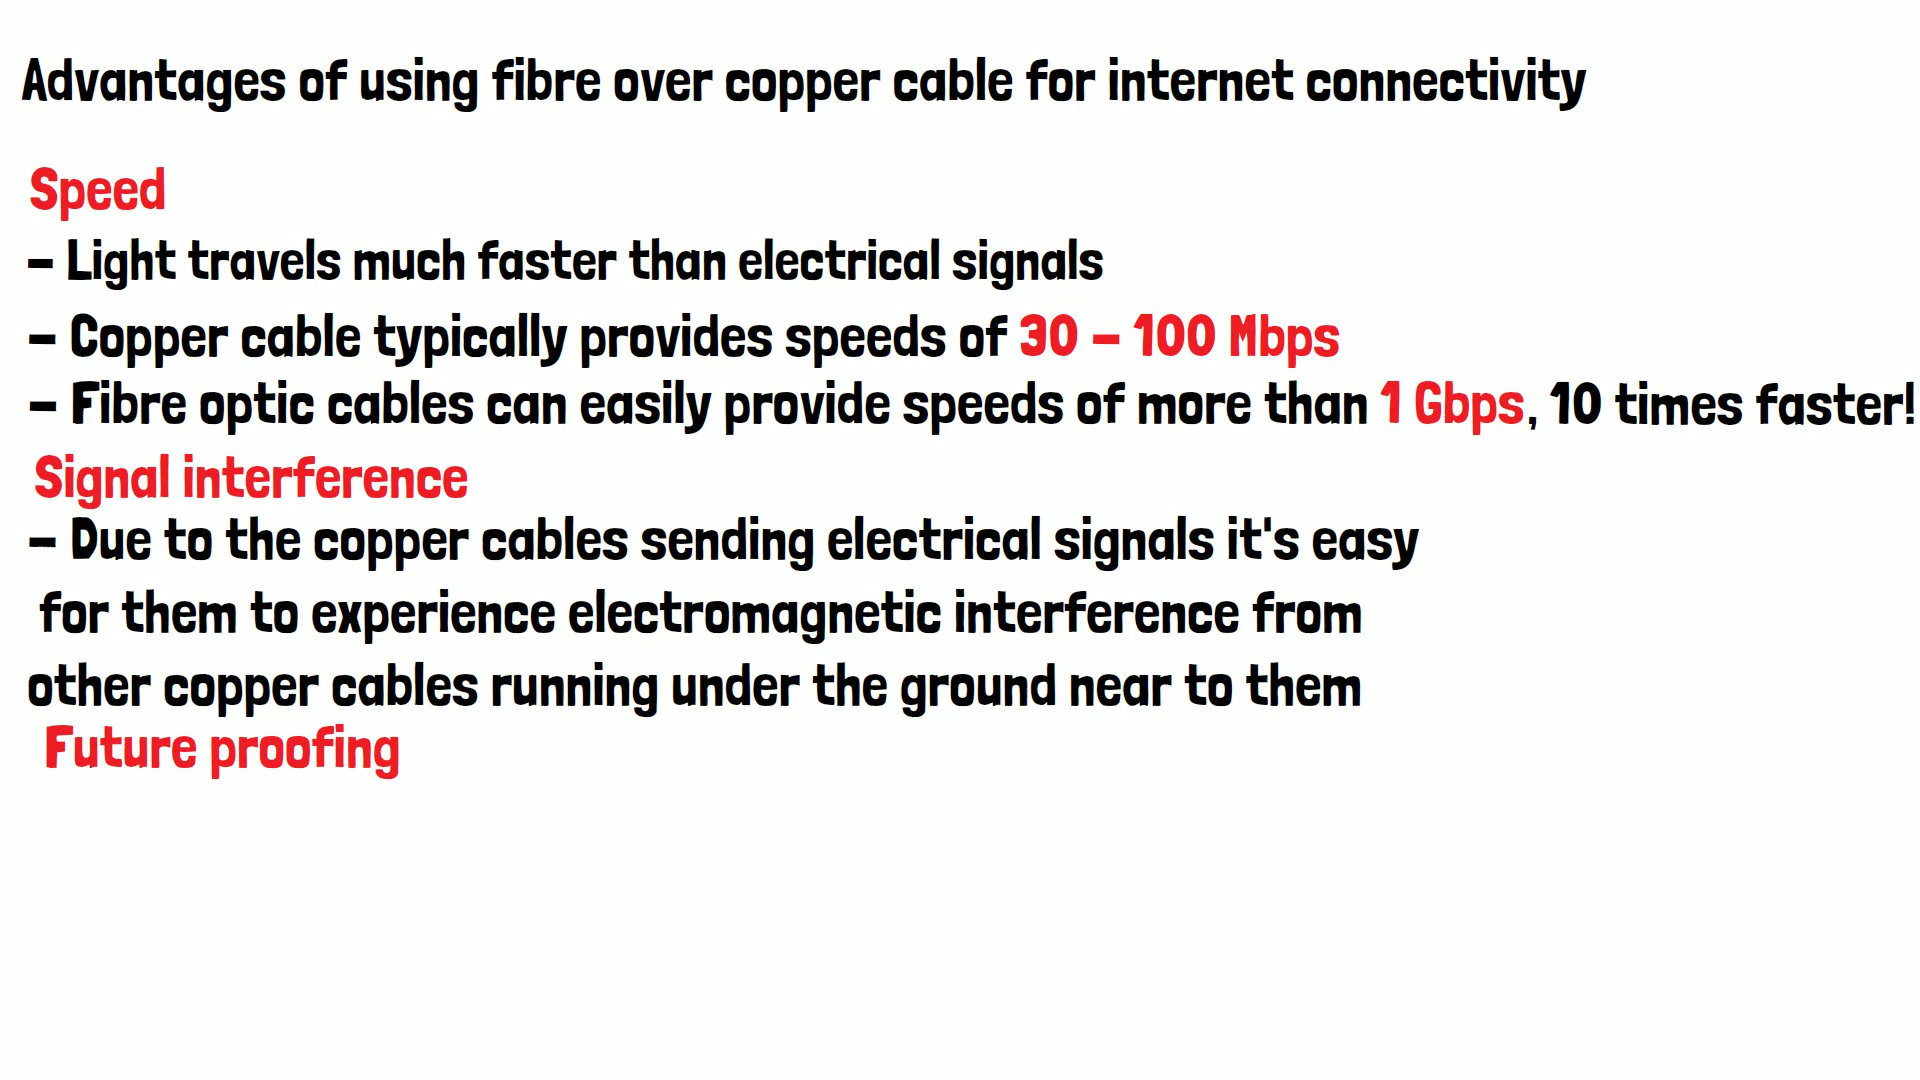 Advantages of using fibre over copper cable for internet connectivity
Speed
- Light travels much faster than electrical signals
- Copper cable typically provides speeds of 30 - 100 Mbps
- Fibre optic cables can easily provide speeds of more than 1 Gbps, 10 times faster!
Signal interference
- Due to the copper cables sending electrical signals it's easy
for them to experience electromagnetic interference from
other copper cables running under the ground near to them
Future proofing